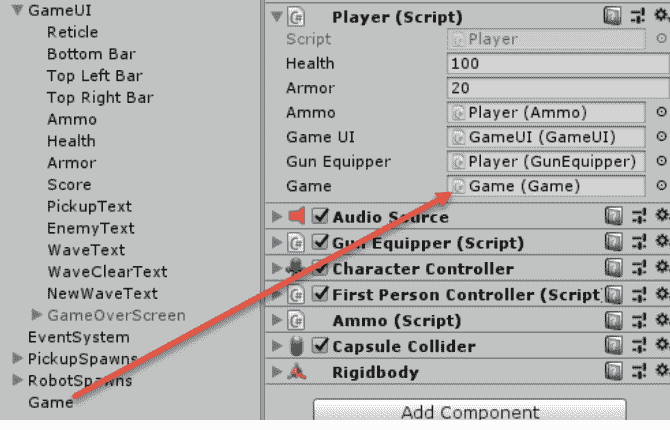 GameUI
Reticle
Bottom Bar
Top Left Bar
Top Right Bar
Ammo
Health
Armor
Score
PickupText
EnemyText
WaveText
WaveClearText
NewWaveText
GameOverScreen
EventSystem
PickupSpawns
RobotSpawns
Game
Player (Script)
Script Player
Health 100
Armor 20
Ammo Player (Ammo)
Game UI GameUI (GameUI)
Gun Equipper Player (GunEquipper)
Game Game (Game)
Audio Source
Gun Equipper (Script)
Character Controller
First Person Controller (Script
Ammo (Script)
Capsule Collider
Rigidbody
Add Component